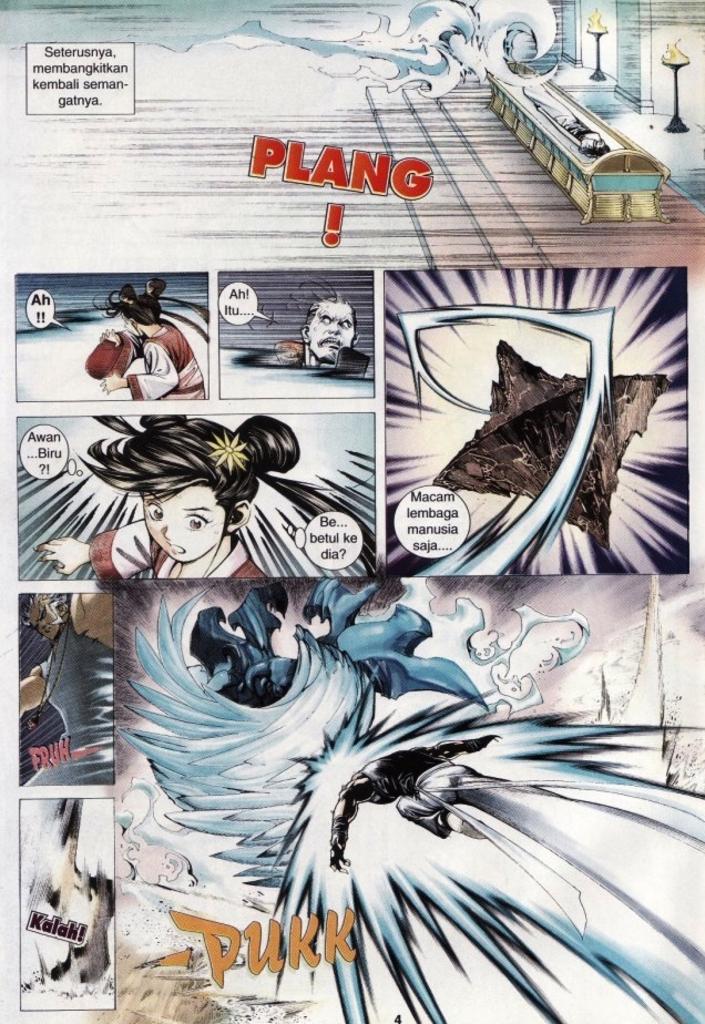 Seterusnya,
membangkitkan
kembali seman-
gatnya.
PLANG
!
Ah
!!
Ah!
Itu....
Awan
...Biru
?!
Be...
betul ke
dia?
Macam
lembaga
manusia
saja....
FRUH
Kalah!
PUKK
4